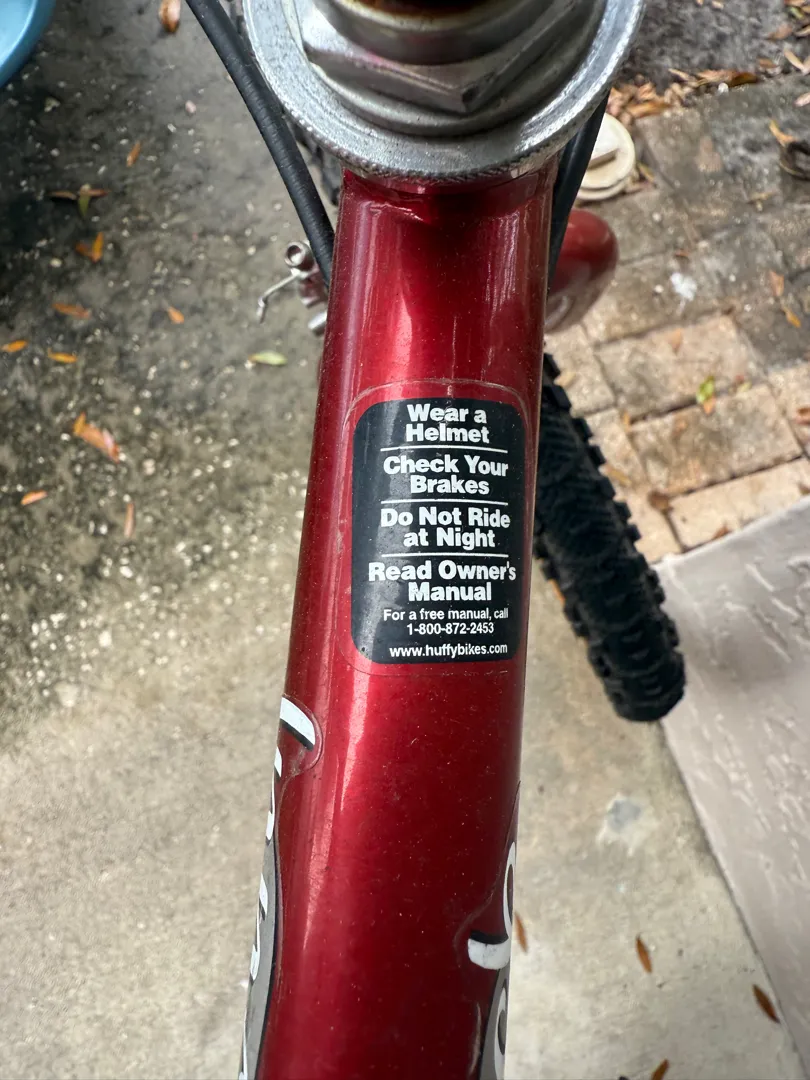 Wear a
Helmet
Check Your
Brakes
Do Not Ride
at Night
Read Owner's
Manual
For a free manual, call
1-800-872-2453
www.huffybikes.com